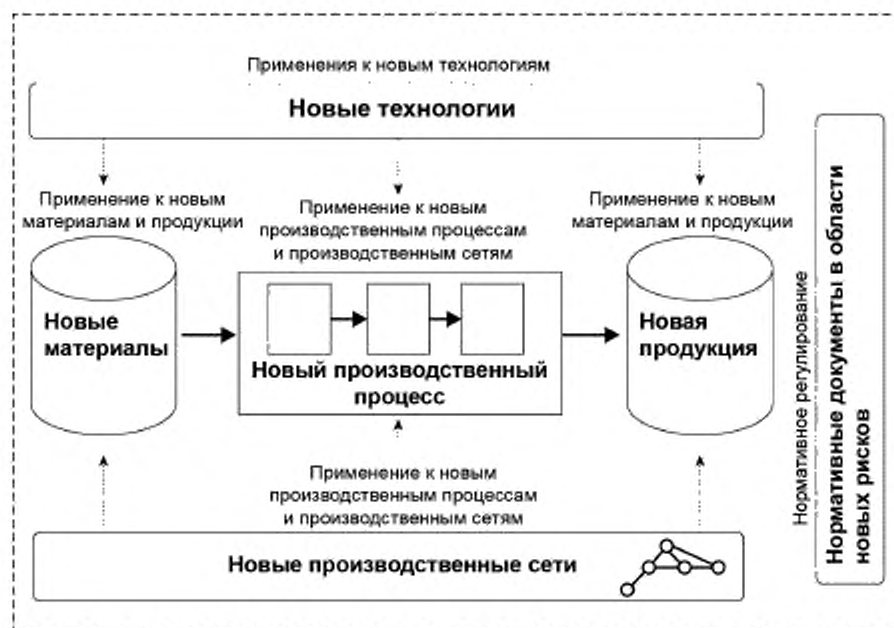 Применения к новым технологиям
Новые технологии
Применение к новым
материалам и продукции
Применение к новым
производственным процессам
и производственным сетям
Применение к новым
материалам и продукции
Новые
материалы
Новый производственный
процесс
Новая
продукция
Применение к новым
производственным процессам
и производственным сетям
Новые производственные сети
Нормативное регулирование
Нормативные документы в области
новых рисков